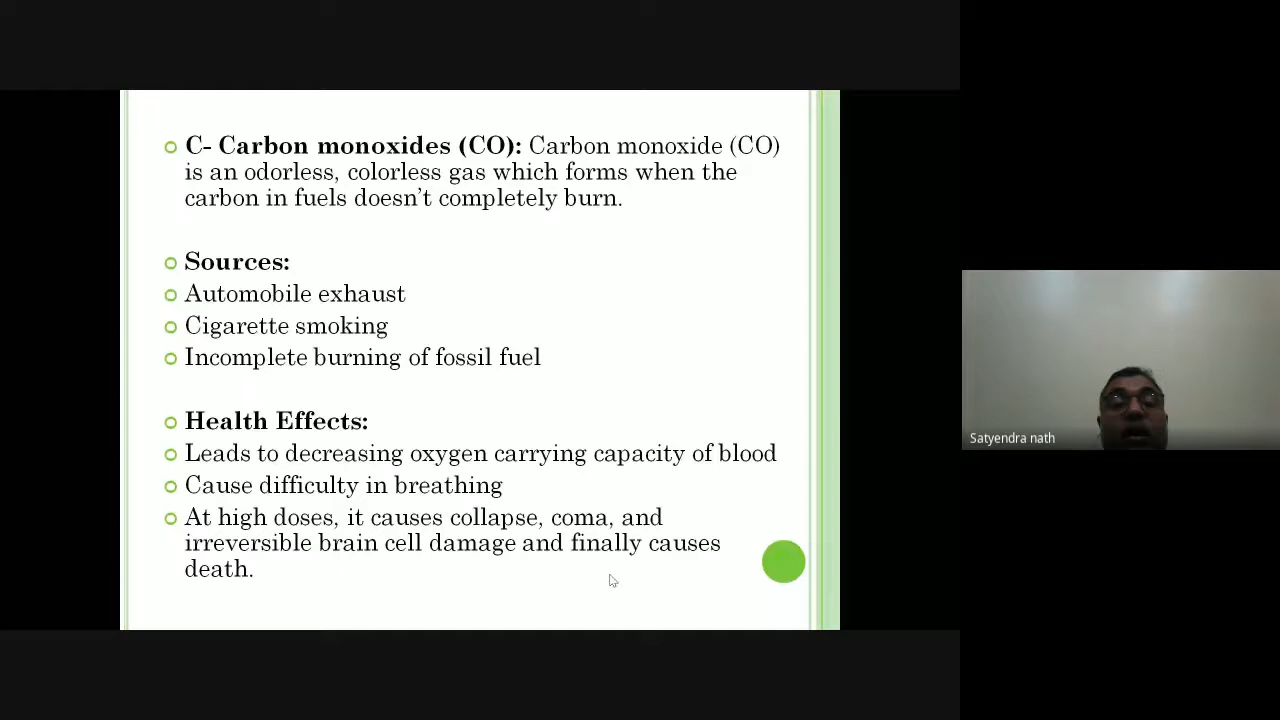 C- Carbon monoxides (CO): Carbon monoxide (CO)
is an odorless, colorless gas which forms when the
carbon in fuels doesn’t completely burn.
Sources:
Automobile exhaust
Cigarette smoking
Incomplete burning of fossil fuel
Health Effects:
Leads to decreasing oxygen carrying capacity of blood
Cause difficulty in breathing
At high doses, it causes collapse, coma, and
irreversible brain cell damage and finally causes
death.
Satyendra nath